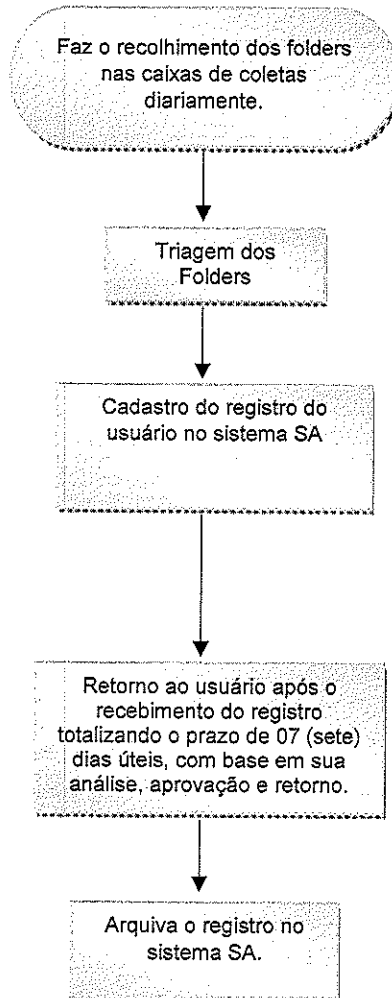 Faz o recolhimento dos folders
nas caixas de coletas
diariamente.
Triagem dos
Folders
Cadastro do registro do
usuário no sistema SA
Retorno ao usuário após o
recebimento do registro
totalizando o prazo de 07 (sete)
dias úteis, com base em sua
análise, aprovação e retorno.
Arquiva o registro no
sistema SA.